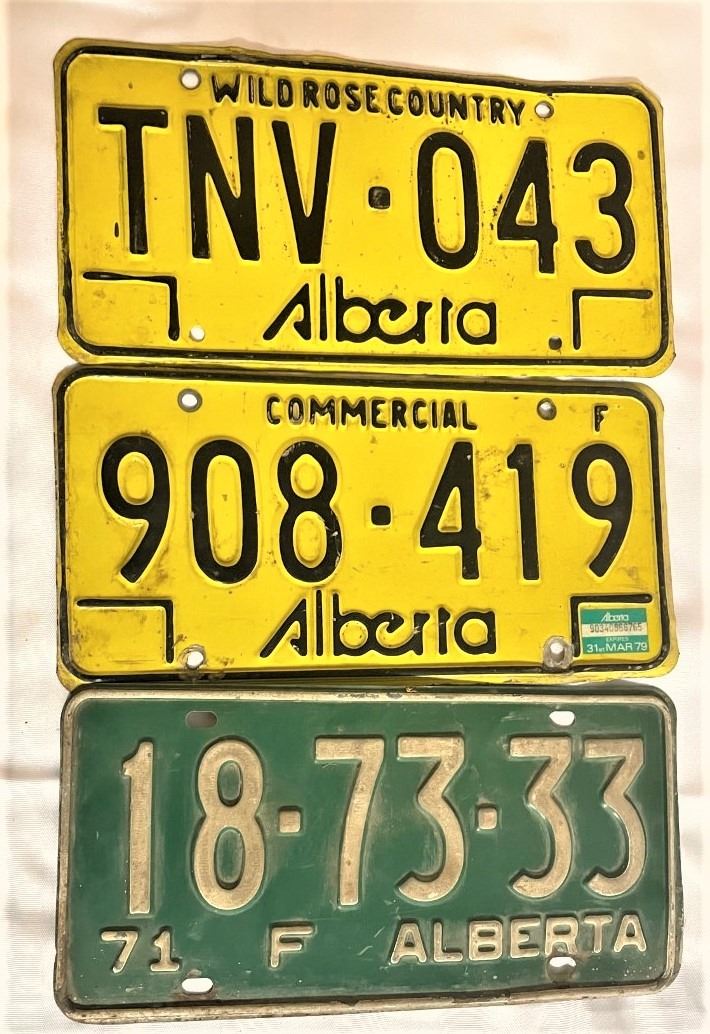 WILD ROSE COUNTRY
TNV·043
Alberta
COMMERCIAL F
908·419
Alberta
Alberta
EXPIRES
31ST MAR 79
18·73·33
71 F ALBERTA